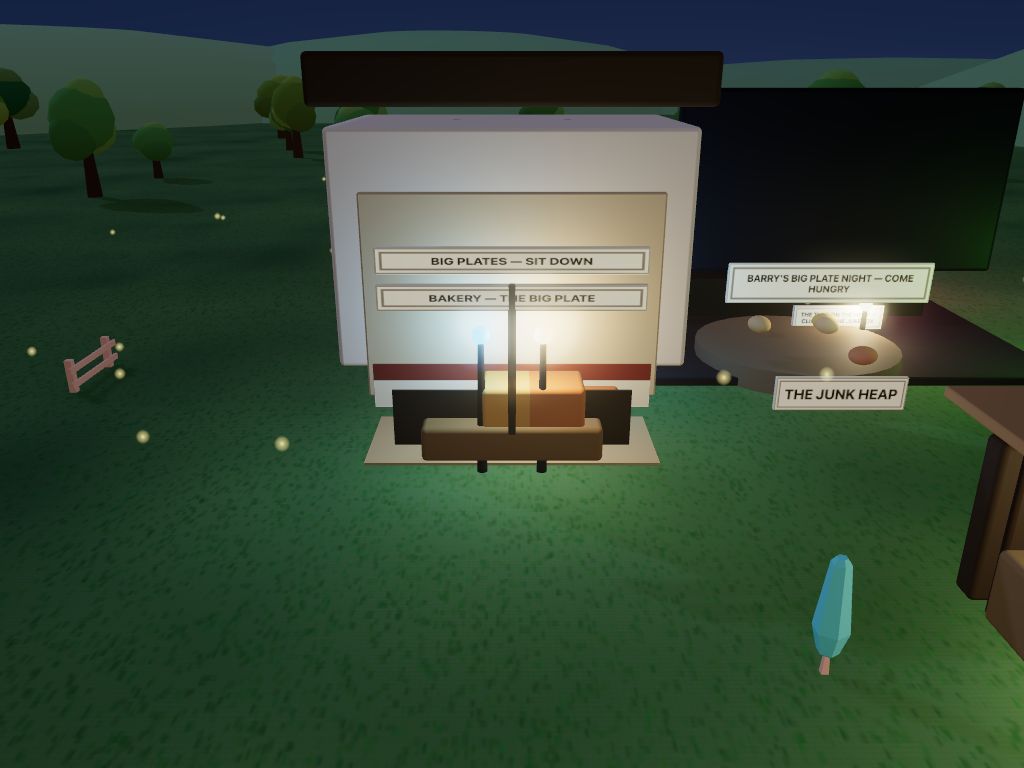 BIG PLATES — SIT DOWN
BAKERY — THE BIG PLATE
BARRY'S BIG PLATE NIGHT — COME
HUNGRY
THE JUNK HEAP